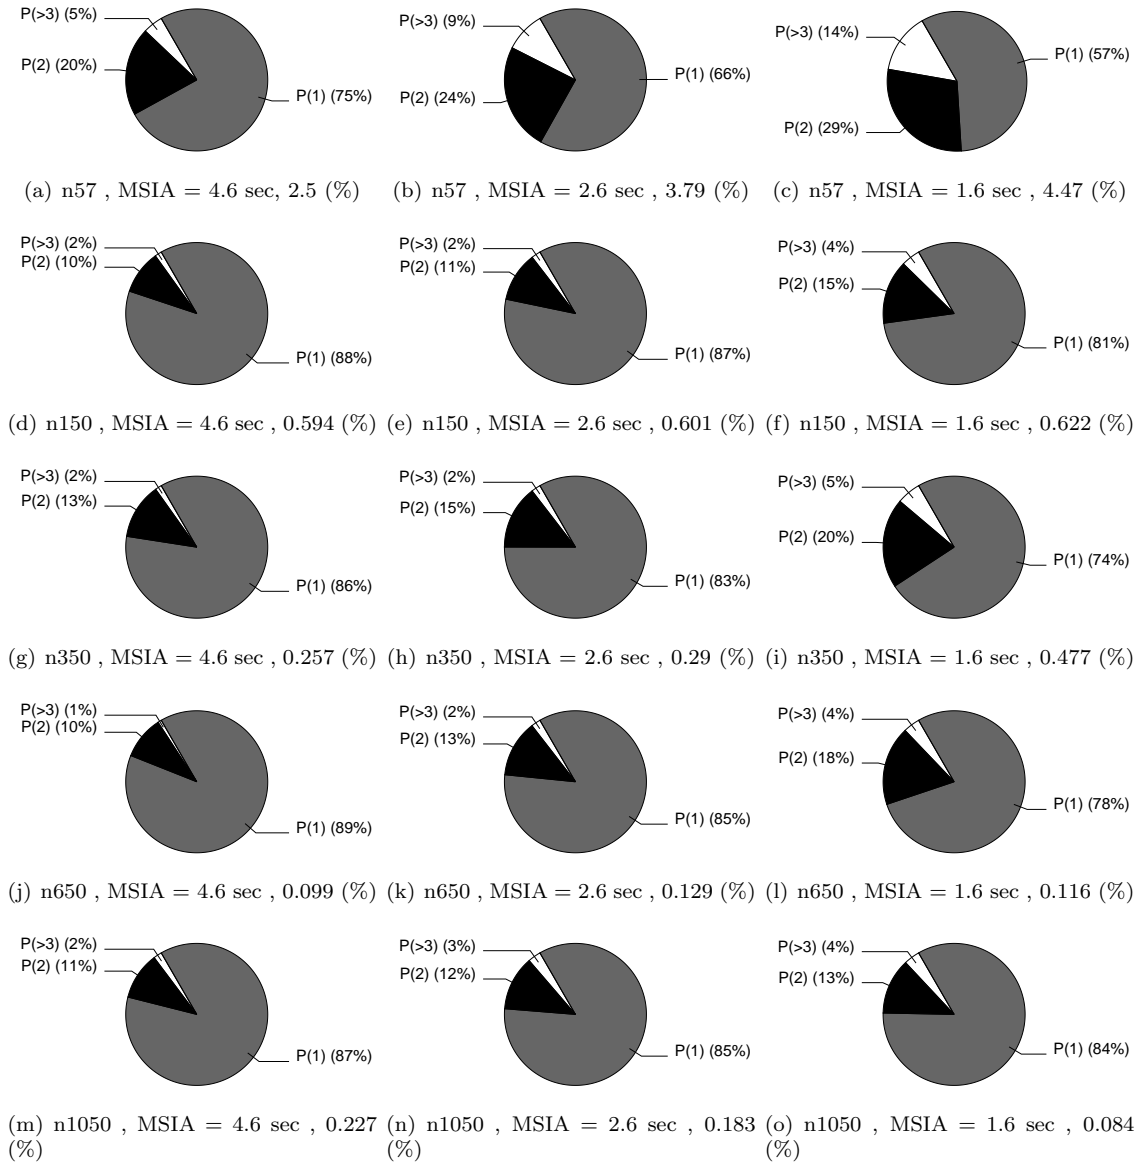 P(>3) (5%)
P(2) (20%)
P(1) (75%)
(a) n57 , MSIA = 4.6 sec, 2.5 (%)
P(>3) (9%)
P(1) (66%)
P(2) (24%)
(b) n57 , MSIA = 2.6 sec , 3.79 (%)
P(>3) (14%)
P(1) (57%)
P(2) (29%)
(c) n57 , MSIA = 1.6 sec , 4.47 (%)
P(>3) (2%)
P(2) (10%)
P(1) (88%)
(d) n150 , MSIA = 4.6 sec , 0.594 (%)
P(>3) (2%)
P(2) (11%)
P(1) (87%)
(e) n150 , MSIA = 2.6 sec , 0.601 (%)
P(>3) (4%)
P(2) (15%)
P(1) (81%)
(f) n150 , MSIA = 1.6 sec , 0.622 (%)
P(>3) (2%)
P(2) (13%)
P(1) (86%)
(g) n350 , MSIA = 4.6 sec , 0.257 (%)
P(>3) (2%)
P(2) (15%)
P(1) (83%)
(h) n350 , MSIA = 2.6 sec , 0.29 (%)
P(>3) (5%)
P(2) (20%)
P(1) (74%)
(i) n350 , MSIA = 1.6 sec , 0.477 (%)
P(>3) (1%)
P(2) (10%)
P(1) (89%)
(j) n650 , MSIA = 4.6 sec , 0.099 (%)
P(>3) (2%)
P(2) (13%)
P(1) (85%)
(k) n650 , MSIA = 2.6 sec , 0.129 (%)
P(>3) (4%)
P(2) (18%)
P(1) (78%)
(l) n650 , MSIA = 1.6 sec , 0.116 (%)
P(>3) (2%)
P(2) (11%)
P(1) (87%)
(m) n1050 , MSIA = 4.6 sec , 0.227
(%)
P(>3) (3%)
P(2) (12%)
P(1) (85%)
(n) n1050 , MSIA = 2.6 sec , 0.183
(%)
P(>3) (4%)
P(2) (13%)
P(1) (84%)
(o) n1050 , MSIA = 1.6 sec , 0.084
(%)